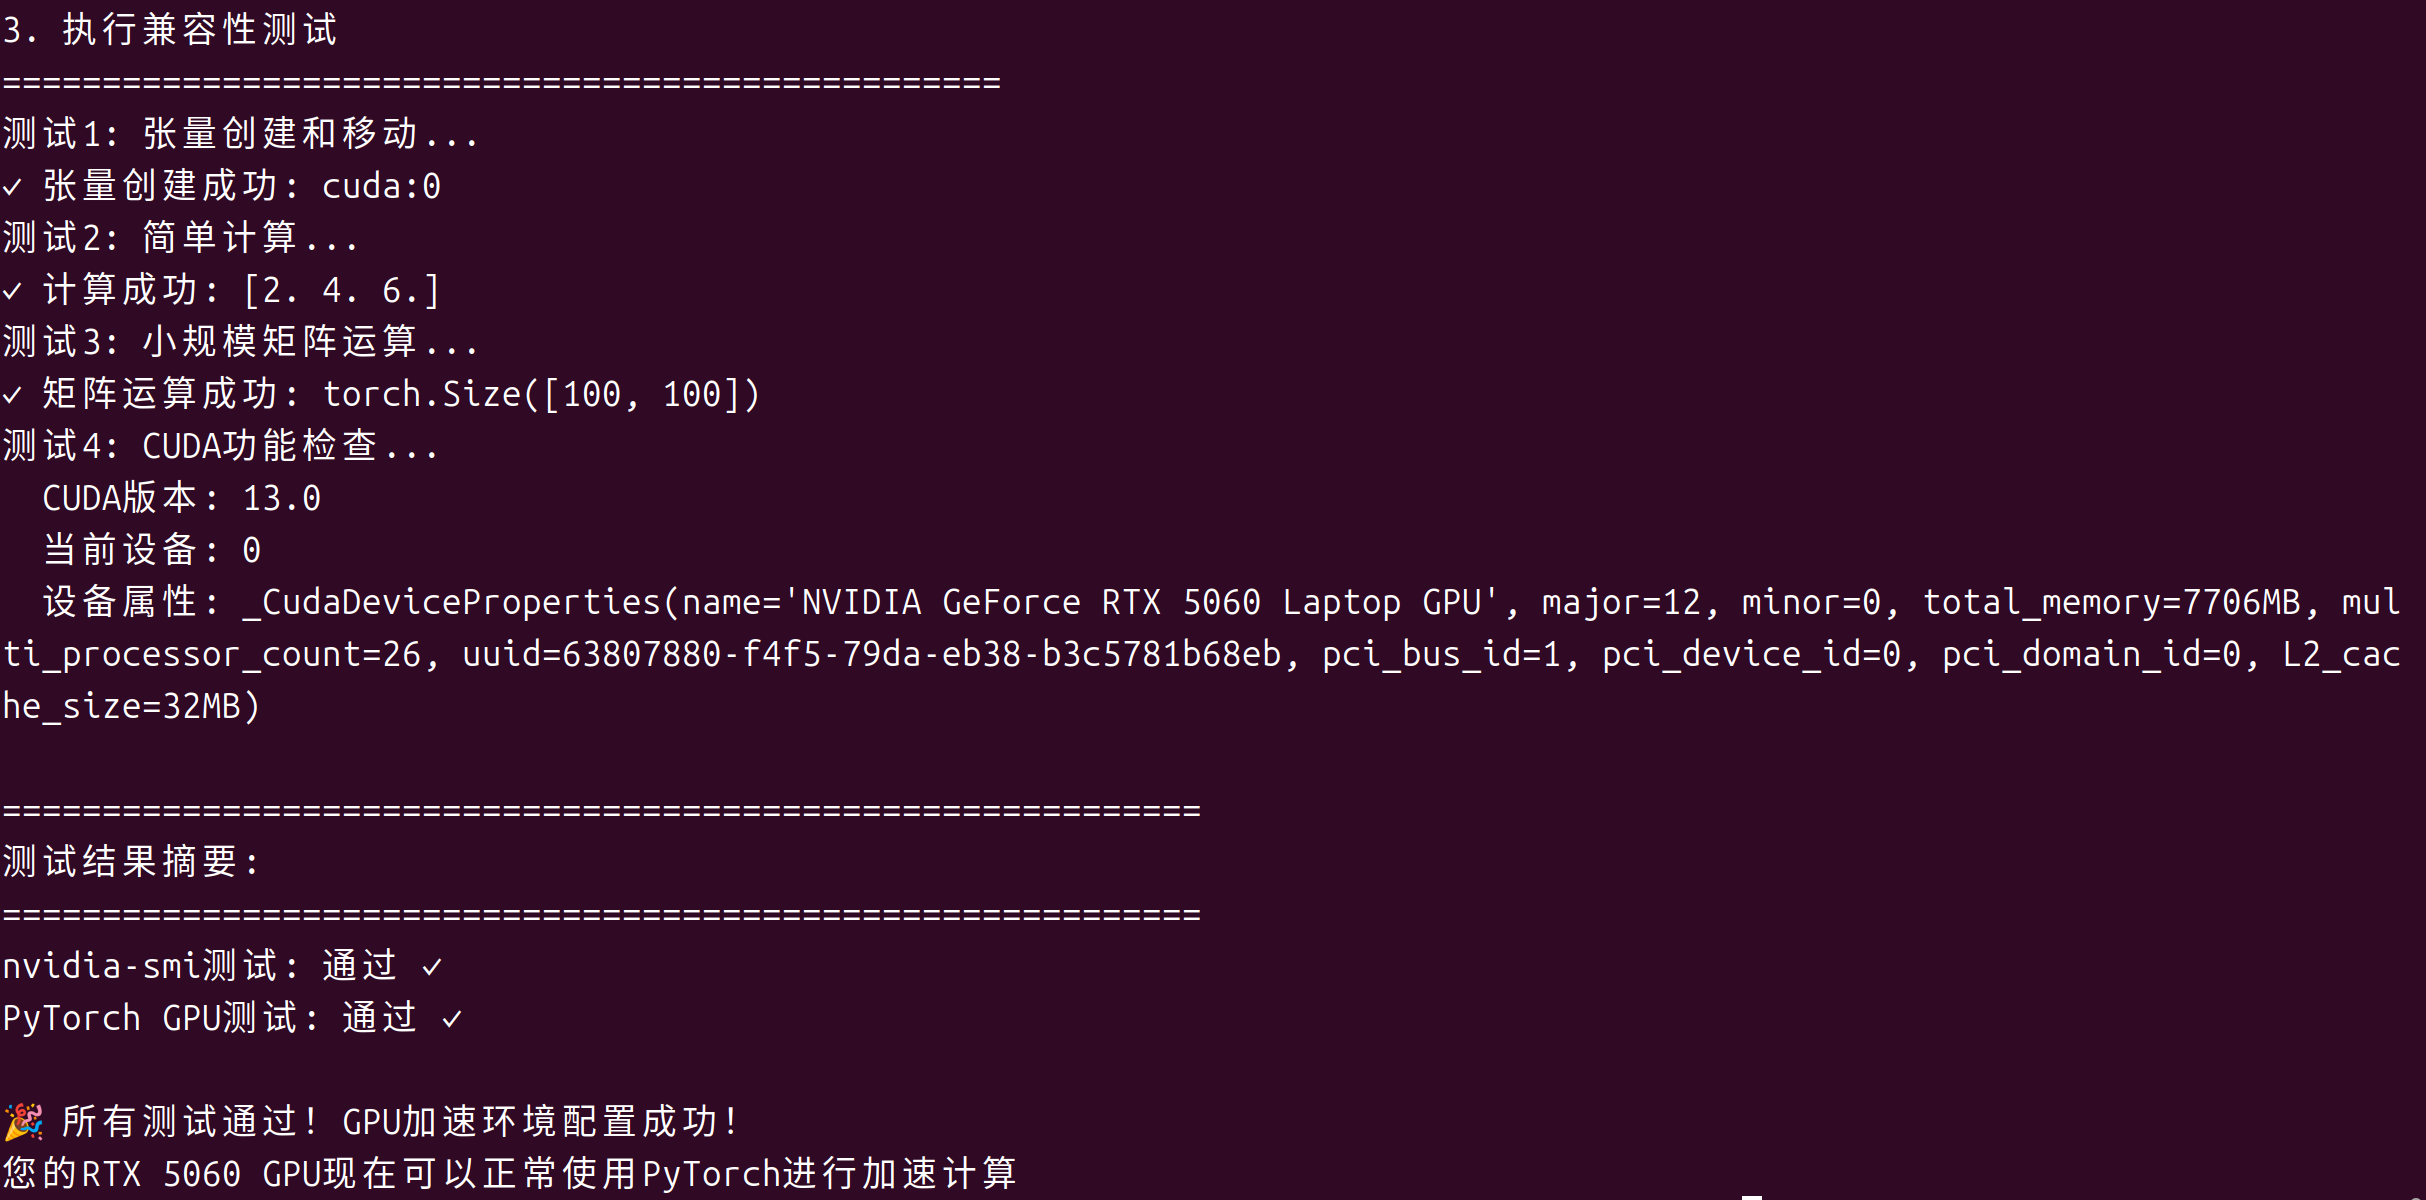 3. 执行兼容性测试
==================================================
测试1: 张量创建和移动...
✓ 张量创建成功: cuda:0
测试2: 简单计算...
✓ 计算成功: [2. 4. 6.]
测试3: 小规模矩阵运算...
✓ 矩阵运算成功: torch.Size([100, 100])
测试4: CUDA功能检查...
  CUDA版本: 13.0
  当前设备: 0
  设备属性: _CudaDeviceProperties(name='NVIDIA GeForce RTX 5060 Laptop GPU', major=12, minor=0, total_memory=7706MB, mul
ti_processor_count=26, uuid=63807880-f4f5-79da-eb38-b3c5781b68eb, pci_bus_id=1, pci_device_id=0, pci_domain_id=0, L2_cac
he_size=32MB)
============================================================
测试结果摘要:
============================================================
nvidia-smi测试: 通过 ✓
PyTorch GPU测试: 通过 ✓
🎉 所有测试通过! GPU加速环境配置成功!
您的RTX 5060 GPU现在可以正常使用PyTorch进行加速计算